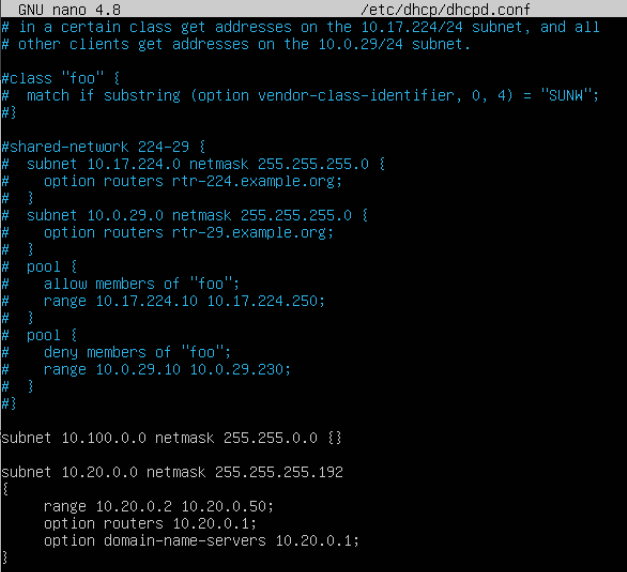 GNU nano 4.8 /etc/dhcp/dhcpd.conf
# in a certain class get addresses on the 10.17.224/24 subnet, and all
# other clients get addresses on the 10.0.29/24 subnet.
#class "foo" {
#  match if substring (option vendor-class-identifier, 0, 4) = "SUNW";
#}
#shared-network 224-29 {
#  subnet 10.17.224.0 netmask 255.255.255.0 {
#    option routers rtr-224.example.org;
#  }
#  subnet 10.0.29.0 netmask 255.255.255.0 {
#    option routers rtr-29.example.org;
#  }
#  pool {
#    allow members of "foo";
#    range 10.17.224.10 10.17.224.250;
#  }
#  pool {
#    deny members of "foo";
#    range 10.0.29.10 10.0.29.230;
#  }
#}
subnet 10.100.0.0 netmask 255.255.0.0 {}
subnet 10.20.0.0 netmask 255.255.255.192
{
     range 10.20.0.2 10.20.0.50;
     option routers 10.20.0.1;
     option domain-name-servers 10.20.0.1;
}